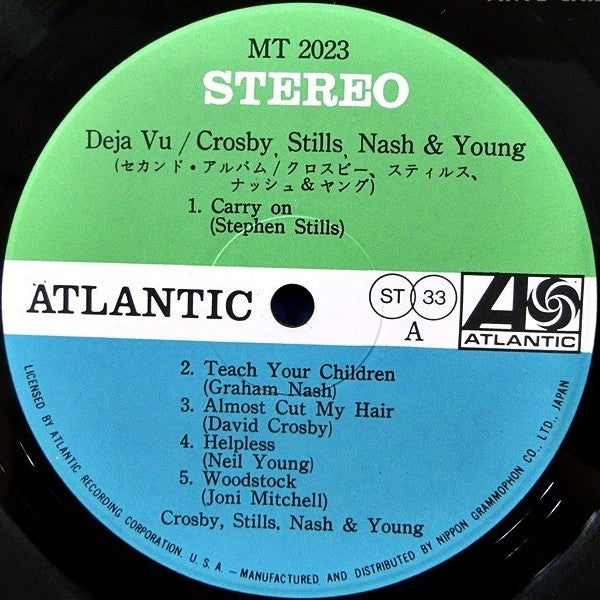 MT 2023
STEREO
Deja Vu / Crosby, Stills, Nash & Young
(セカンド・アルバム/クロスビー、スティルス、
ナッシュ&ヤング)
1. Carry on
(Stephen Stills)
ATLANTIC
ST 33
A
ATLANTIC
2. Teach Your Children
(Graham Nash)
3. Almost Cut My Hair
(David Crosby)
4. Helpless
(Neil Young)
5. Woodstock
(Joni Mitchell)
Crosby, Stills, Nash & Young
LICENSED BY ATLANTIC RECORDING CORPORATION, U. S. A. — MANUFACTURED AND DISTRIBUTED BY NIPPON GRAMMOPHON CO., LTD., JAPAN